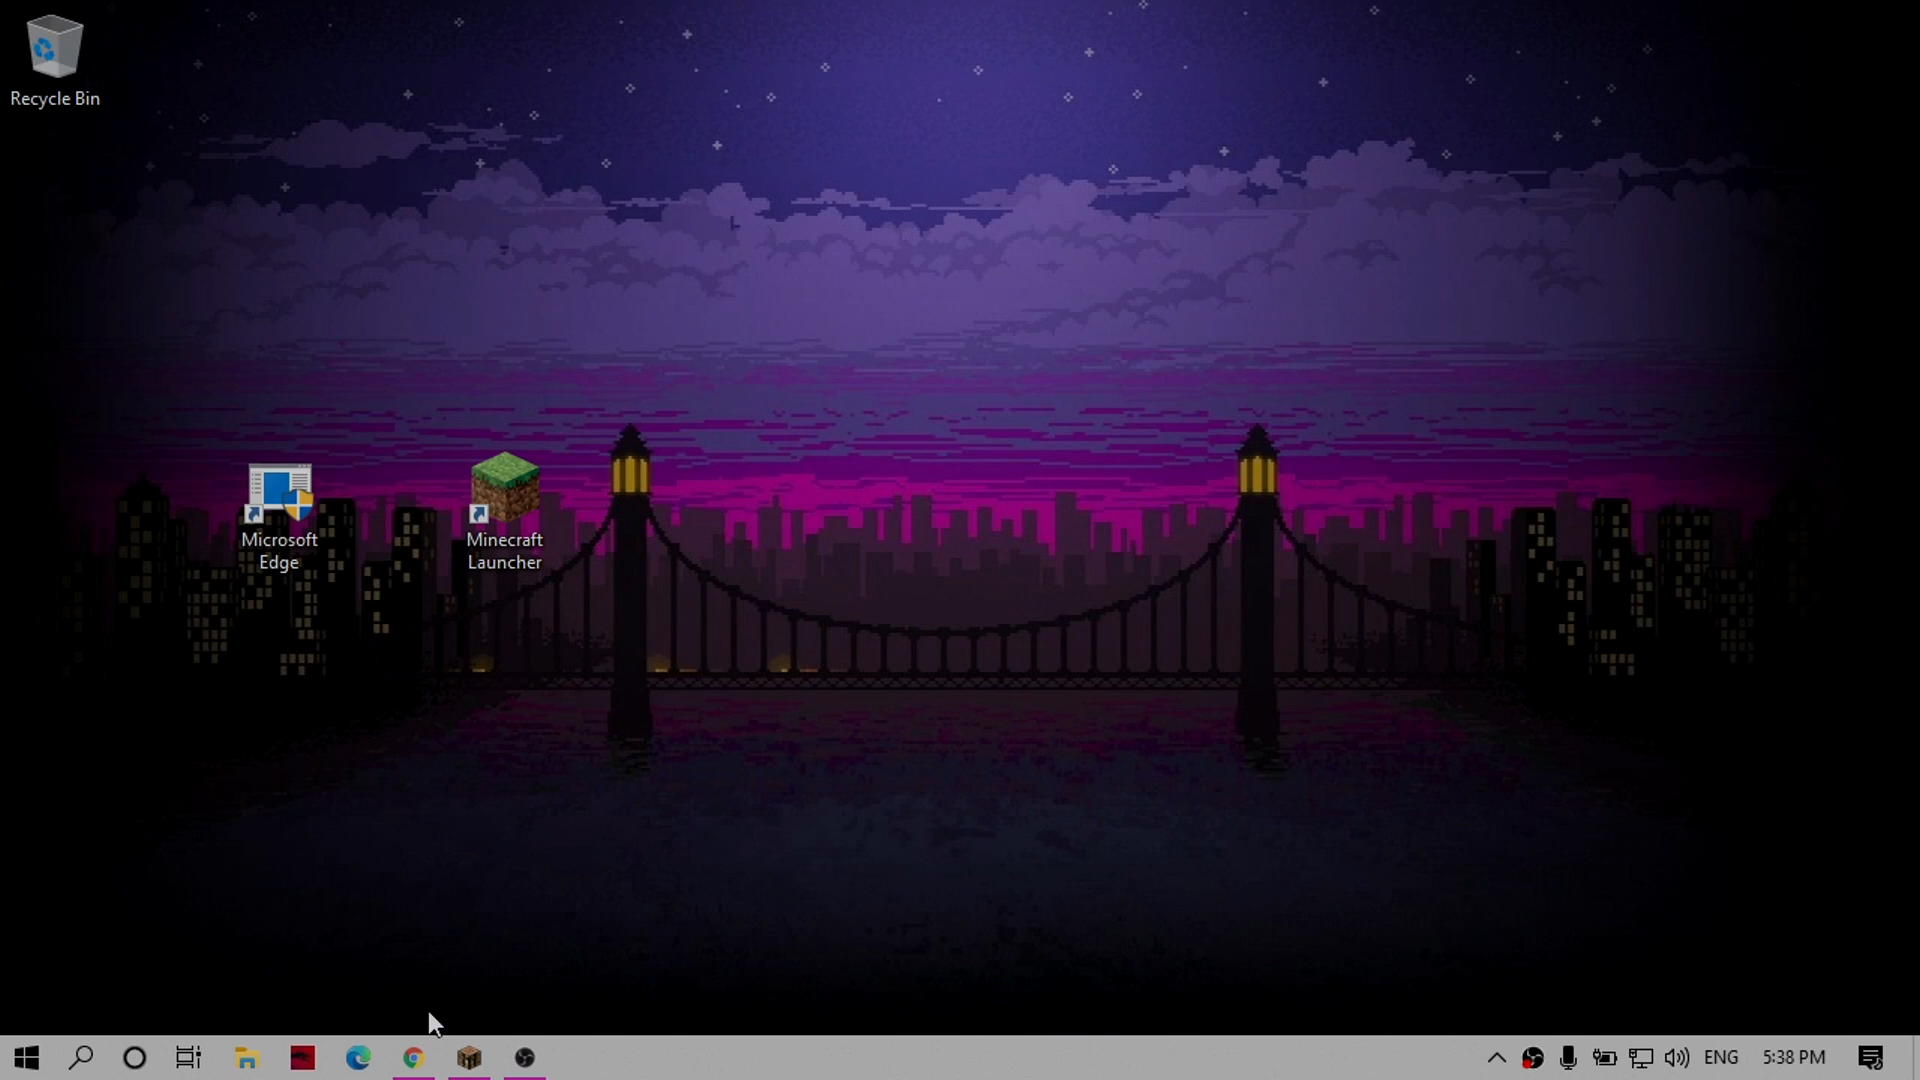 Recycle Bin
Microsoft
Edge
Minecraft
Launcher
ENG
5:38 PM